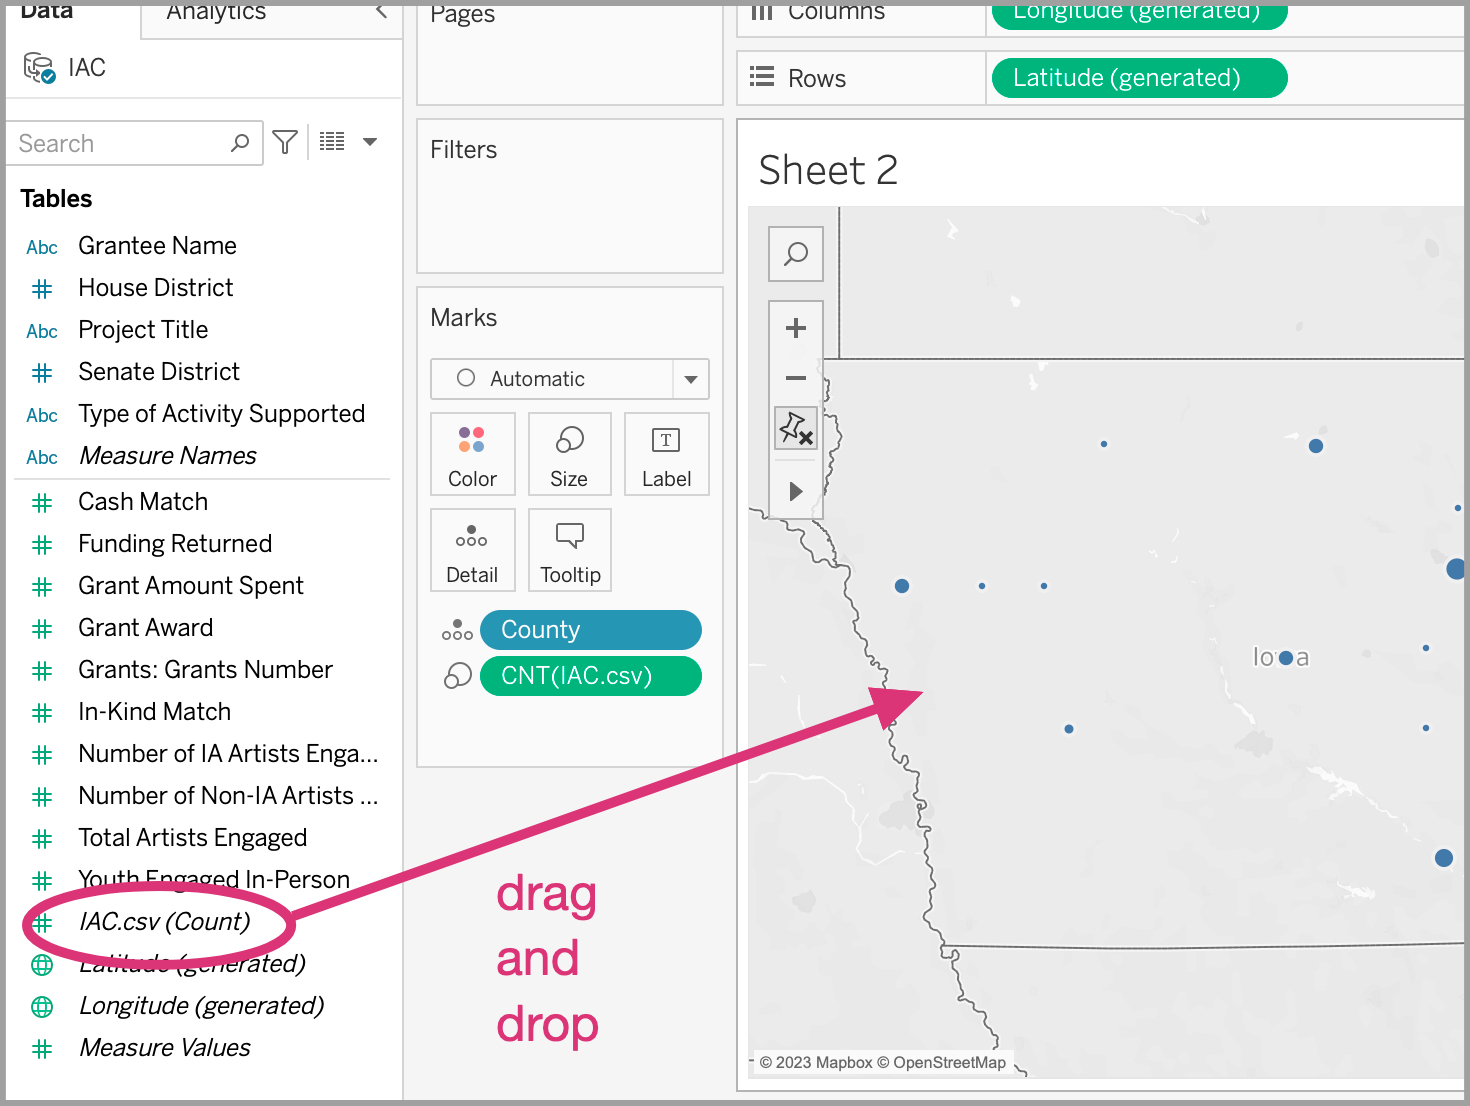 Data
Analytics
IAC
Search
Tables
Abc Grantee Name
House District
Abc Project Title
Senate District
Abc Type of Activity Supported
Abc Measure Names
Cash Match
Funding Returned
Grant Amount Spent
Grant Award
Grants: Grants Number
In-Kind Match
Number of IA Artists Enga...
Number of Non-IA Artists ...
Total Artists Engaged
Youth Engaged In-Person
IAC.csv (Count)
Latitude (generated)
Longitude (generated)
Measure Values
Pages
Filters
Marks
Automatic
Color
Size
T
Label
Detail
Tooltip
County
CNT(IAC.csv)
drag
and
drop
Columns
Longitude (generated)
Rows
Latitude (generated)
Sheet 2
Iowa
© 2023 Mapbox © OpenStreetMap